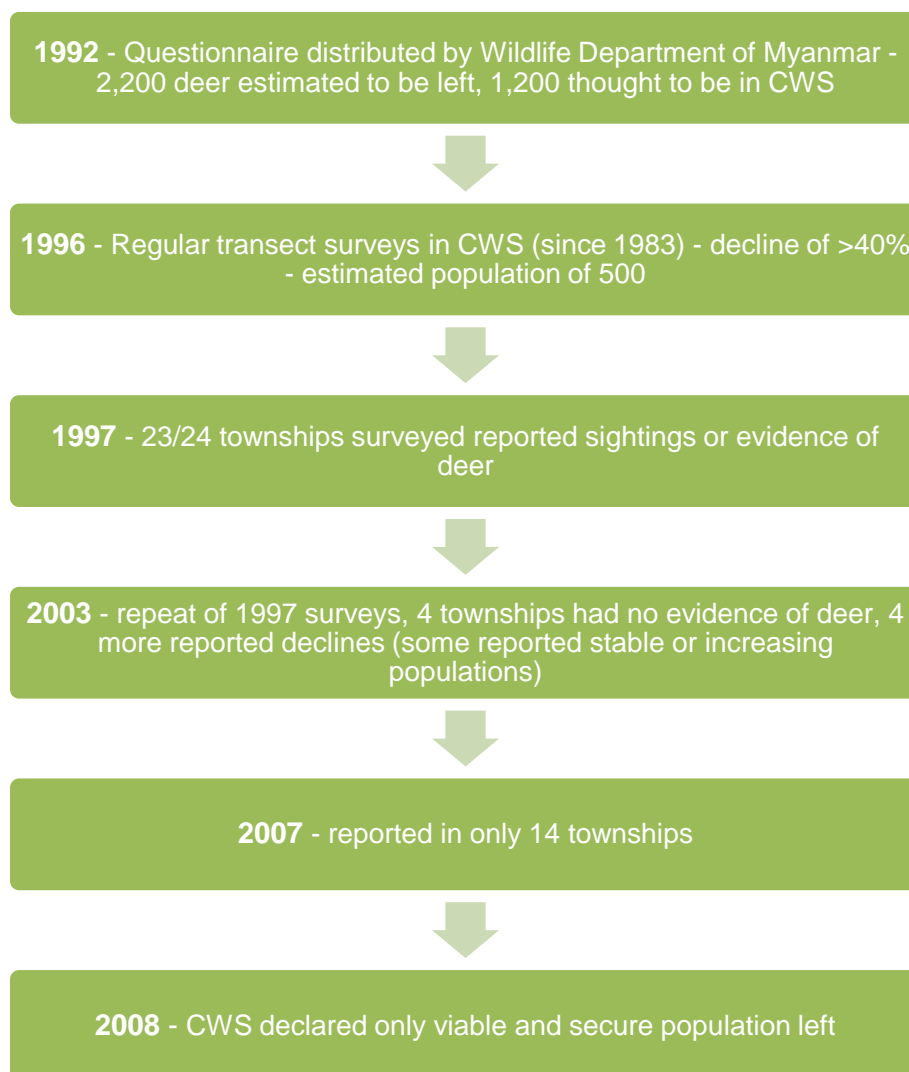 1992 - Questionnaire distributed by Wildlife Department of Myanmar -
2,200 deer estimated to be left, 1,200 thought to be in CWS
1996 - Regular transect surveys in CWS (since 1983) - decline of >40%
- estimated population of 500
1997 - 23/24 townships surveyed reported sightings or evidence of
deer
2003 - repeat of 1997 surveys, 4 townships had no evidence of deer, 4
more reported declines (some reported stable or increasing
populations)
2007 - reported in only 14 townships
2008 - CWS declared only viable and secure population left